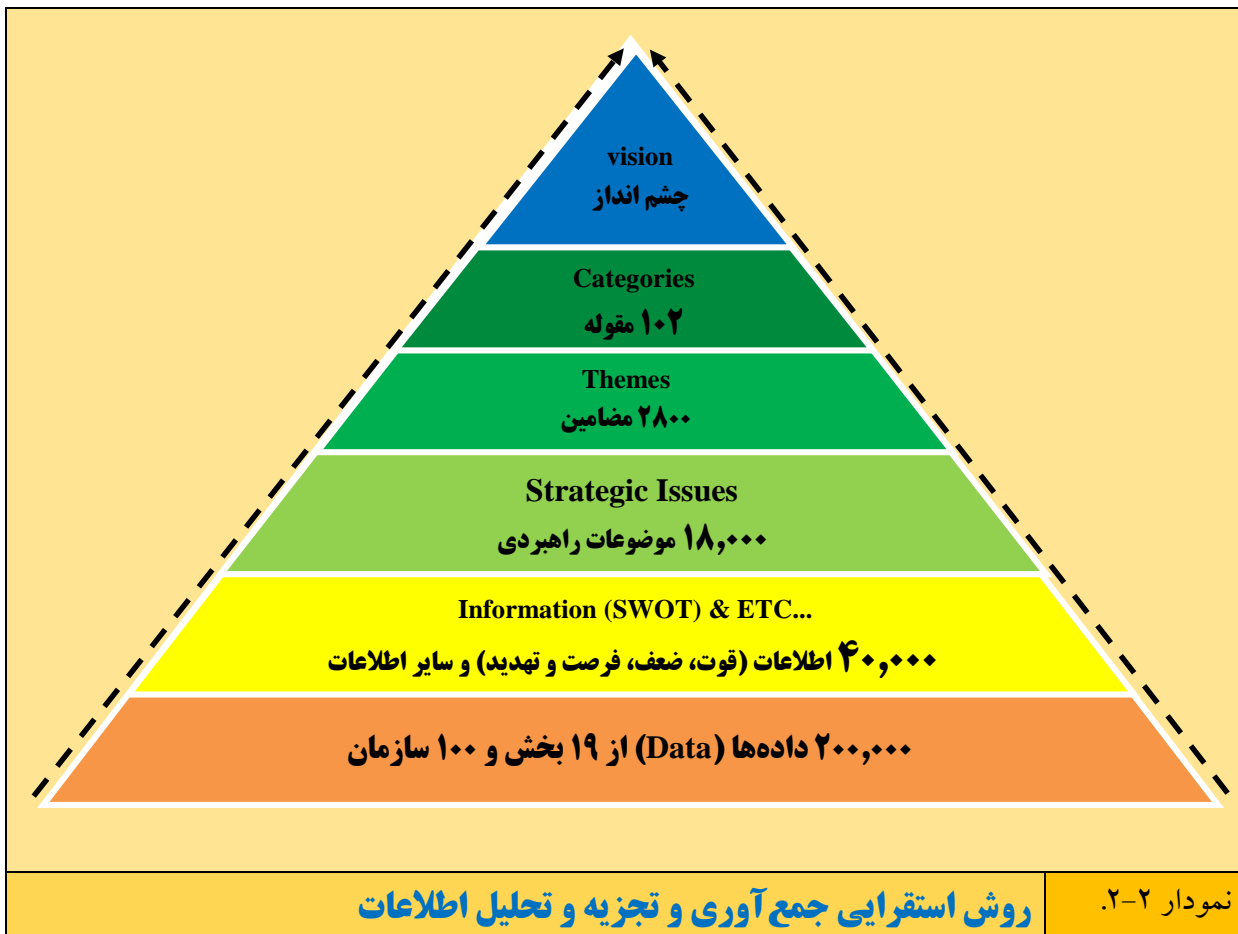 vision
چشم انداز
Categories
۱۰۲ مقوله
Themes
۲۸۰۰ مضامین
Strategic Issues
۱۸,۰۰۰ موضوعات راهبردی
Information (SWOT) & ETC...
۴۰,۰۰۰ اطلاعات (قوت، ضعف، فرصت و تهدید) و سایر اطلاعات
۲۰۰,۰۰۰ داده‌ها (Data) از ۱۹ بخش و ۱۰۰ سازمان
نمودار ۲-۲. روش استقرایی جمع‌آوری و تجزیه و تحلیل اطلاعات